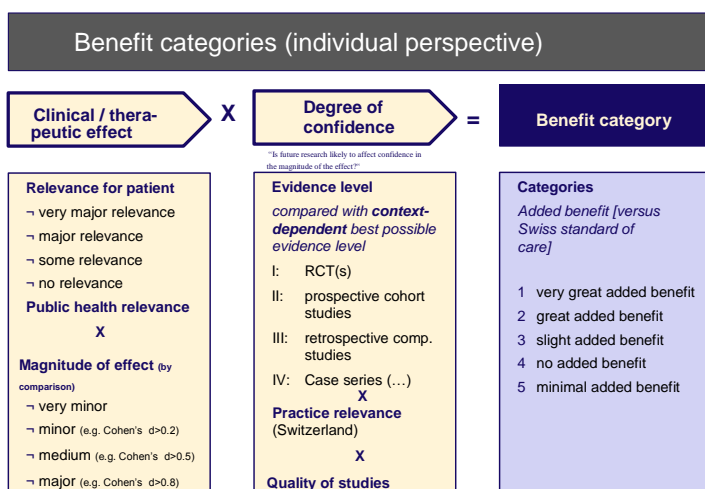 Benefit categories (individual perspective)
Clinical / thera-
peutic effect
X
Degree of
confidence
=
Benefit category
"Is future research likely to affect confidence in
the magnitude of the effect?"
Relevance for patient
¬ very major relevance
¬ major relevance
¬ some relevance
¬ no relevance
Public health relevance
X
Magnitude of effect (by
comparison)
¬ very minor
¬ minor (e.g. Cohen's d>0.2)
¬ medium (e.g. Cohen's d>0.5)
¬ major (e.g. Cohen's d>0.8)
Evidence level
compared with context-
dependent best possible
evidence level
I: RCT(s)
II: prospective cohort
studies
III: retrospective comp.
studies
IV: Case series (…)
X
Practice relevance
(Switzerland)
X
Quality of studies
Categories
Added benefit [versus
Swiss standard of
care]
1 very great added benefit
2 great added benefit
3 slight added benefit
4 no added benefit
5 minimal added benefit